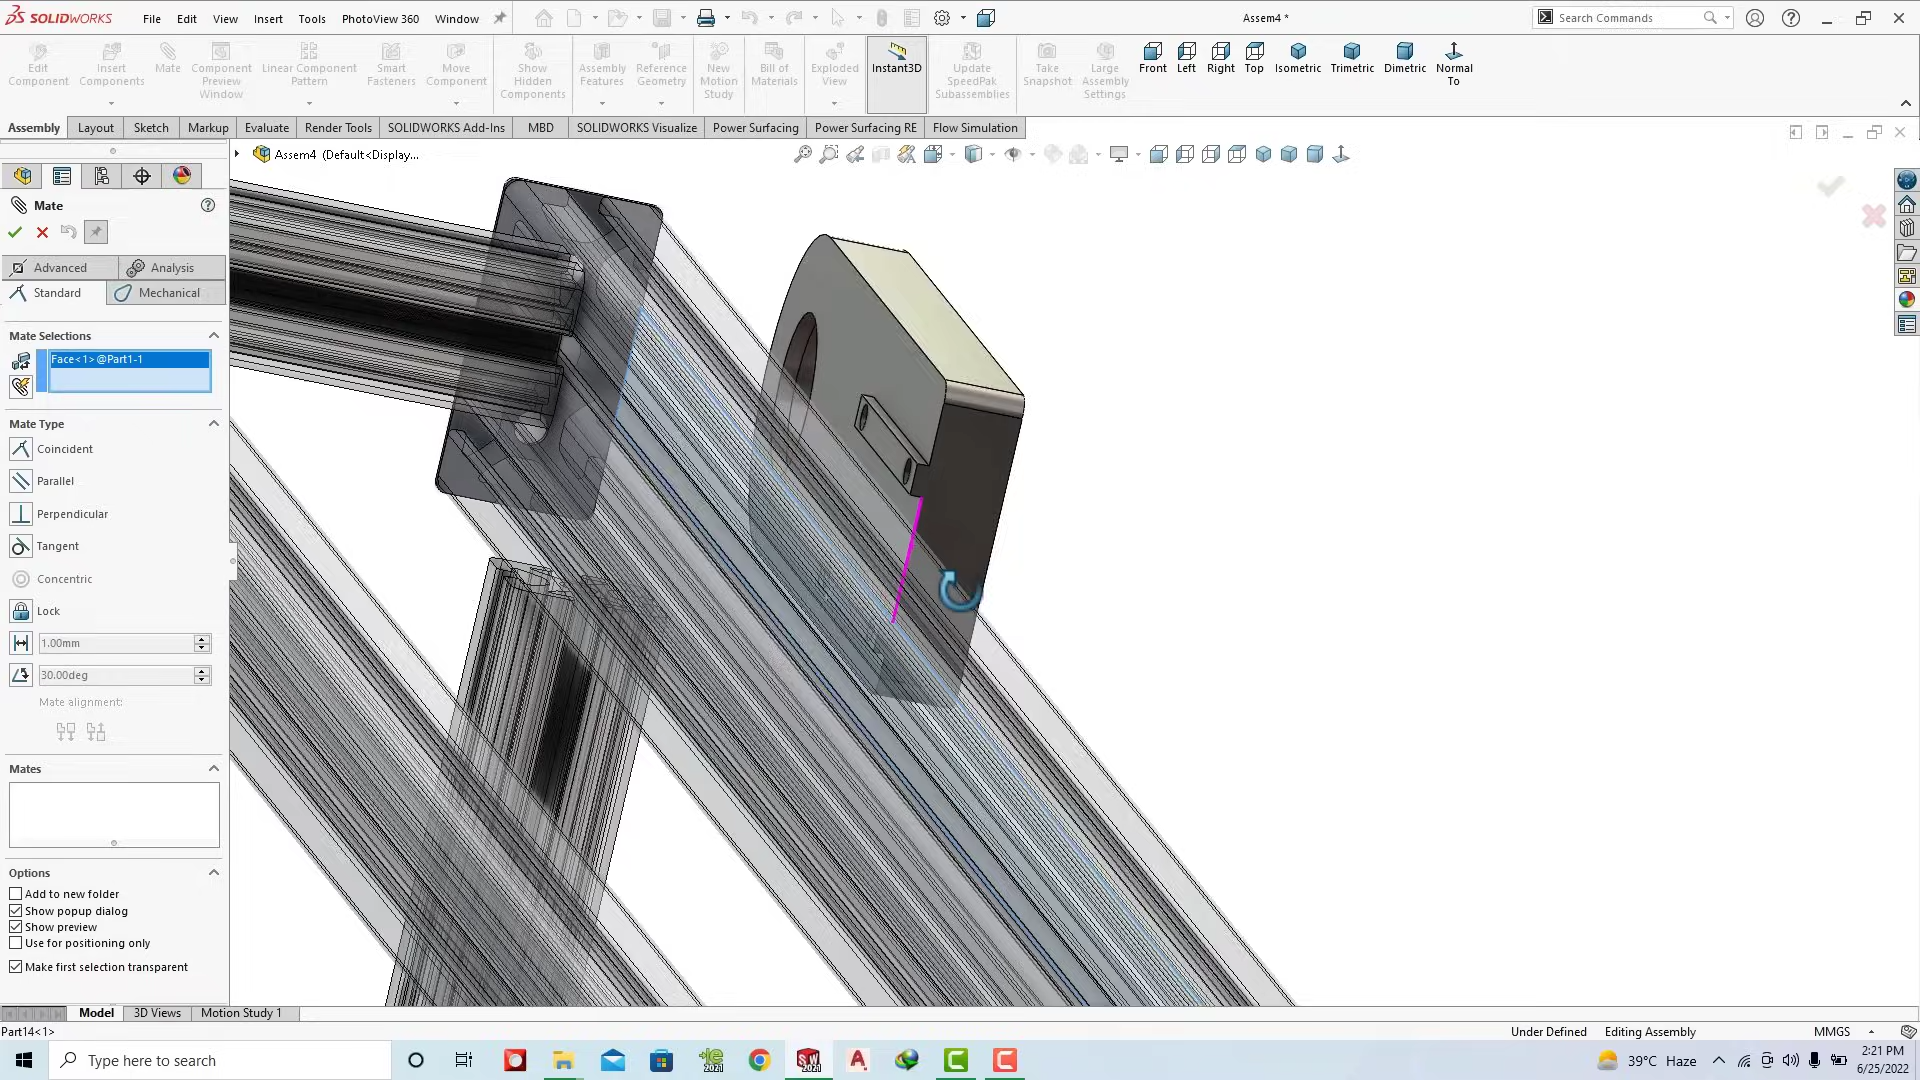 SOLIDWORKS File Edit View Insert Tools PhotoView 360 Window Assem4 * Search Commands
Edit Component
Insert Components
Mate
Component Preview Window
Linear Component Pattern
Smart Fasteners
Move Component
Show Hidden Components
Assembly Features
Reference Geometry
New Motion Study
Bill of Materials
Exploded View
Instant3D
Update SpeedPak Subassemblies
Take Snapshot
Large Assembly Settings
Front Left Right Top Isometric Trimetric Dimetric Normal To
Assembly Layout Sketch Markup Evaluate Render Tools SOLIDWORKS Add-Ins MBD SOLIDWORKS Visualize Power Surfacing Power Surfacing RE Flow Simulation
Assem4 (Default<Display...
Mate
Advanced Analysis
Standard Mechanical
Mate Selections
Face<1>@Part1-1
Mate Type
Coincident
Parallel
Perpendicular
Tangent
Concentric
Lock
1.00mm
30.00deg
Mate alignment:
Mates
Options
Add to new folder
Show popup dialog
Show preview
Use for positioning only
Make first selection transparent
Model 3D Views Motion Study 1
Part14<1> Under Defined Editing Assembly MMGS
Type here to search 39°C Haze 2:21 PM
6/25/2022